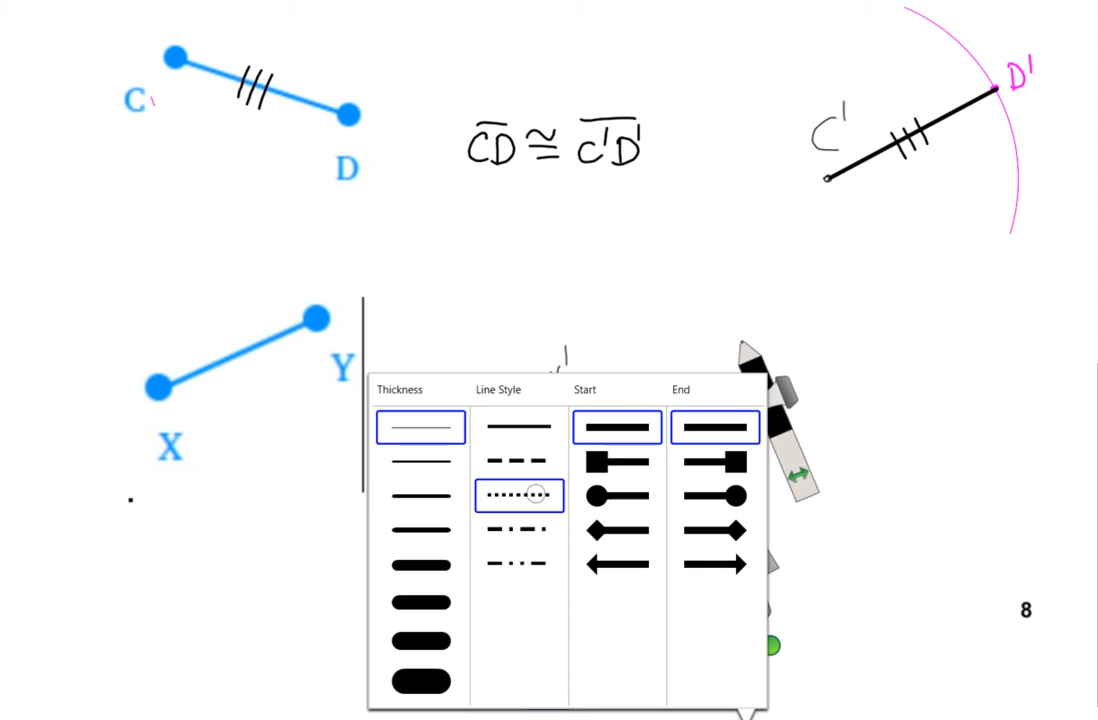 C
D
CD ≅ C'D'
C'
D'
X
Y
Thickness
Line Style
Start
End
8